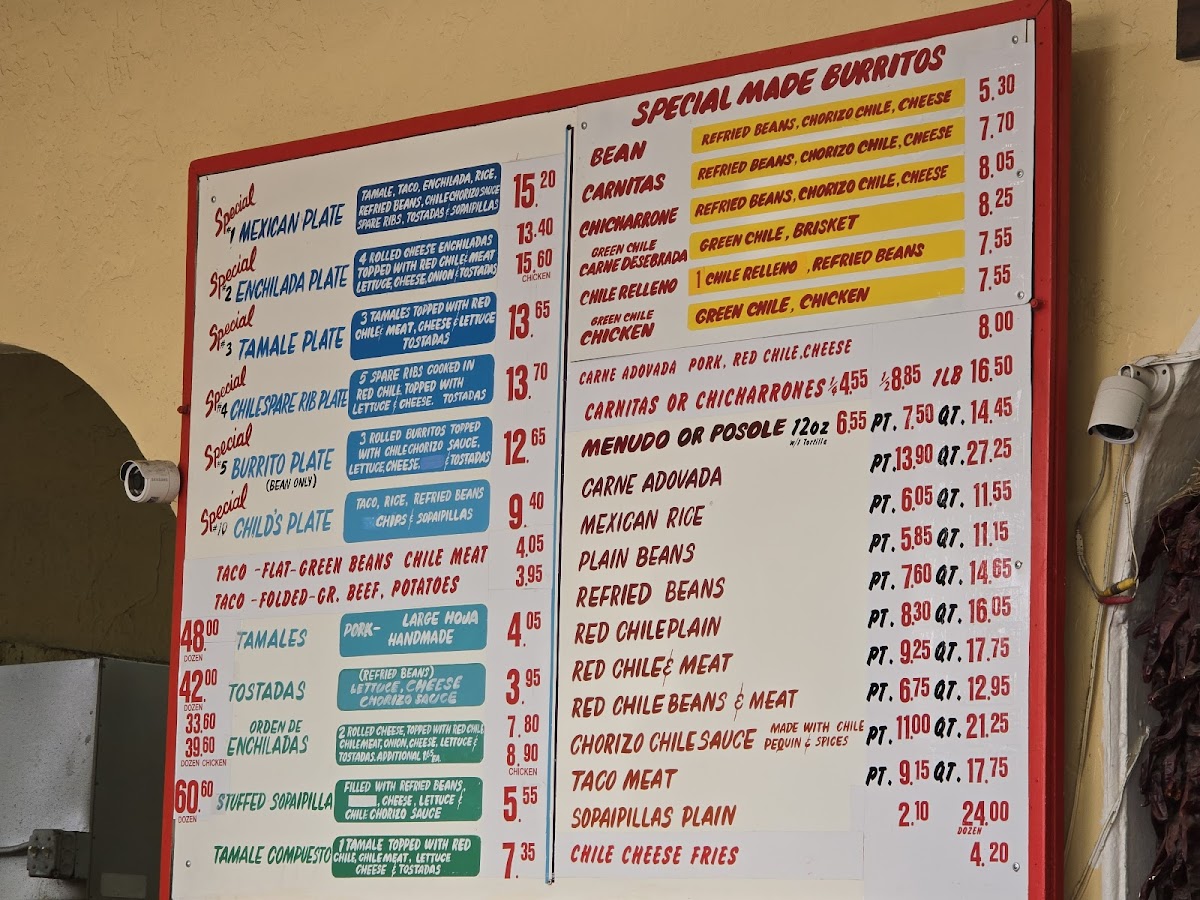 Special
#1 MEXICAN PLATE
TAMALE, TACO, ENCHILADA, RICE,
REFRIED BEANS, CHILE CHORIZO SAUCE
SPARE RIBS, TOSTADAS & SOPAIPILLAS
15.20
Special
#2 ENCHILADA PLATE
4 ROLLED CHEESE ENCHILADAS
TOPPED WITH RED CHILE & MEAT
LETTUCE, CHEESE, ONION & TOSTADAS
13.40
15.60
CHICKEN
Special
#3 TAMALE PLATE
3 TAMALES TOPPED WITH RED
CHILE & MEAT, CHEESE & LETTUCE
TOSTADAS
13.65
Special
#4 CHILE SPARE RIB PLATE
5 SPARE RIBS COOKED IN
RED CHILE TOPPED WITH
LETTUCE & CHEESE. TOSTADAS
13.70
Special
#5 BURRITO PLATE
(BEAN ONLY)
3 ROLLED BURRITOS TOPPED
WITH CHILE CHORIZO SAUCE.
LETTUCE, CHEESE. & TOSTADAS
12.65
Special
#10 CHILD'S PLATE
TACO, RICE, REFRIED BEANS
CHIPS & SOPAIPILLAS
9.40
TACO - FLAT - GREEN BEANS CHILE MEAT 4.05
TACO - FOLDED - GR. BEEF, POTATOES 3.95
48.00
DOZEN
TAMALES
PORK- LARGE HOJA
HANDMADE
4.05
42.00
DOZEN
TOSTADAS
(REFRIED BEANS)
LETTUCE, CHEESE
CHORIZO SAUCE
3.95
33.60
39.60
DOZEN CHICKEN
ORDEN DE
ENCHILADAS
2 ROLLED CHEESE, TOPPED WITH RED CHILE
CHILE MEAT, ONION, CHEESE. LETTUCE &
TOSTADAS. ADDITIONAL EA.
7.80
8.90
CHICKEN
60.60
DOZEN
STUFFED SOPAIPILLA
FILLED WITH REFRIED BEANS,
, CHEESE, LETTUCE &
CHILE CHORIZO SAUCE
5.55
TAMALE COMPUESTO
1 TAMALE TOPPED WITH RED
CHILE, CHILE MEAT, LETTUCE
CHEESE & TOSTADAS
7.35
SPECIAL MADE BURRITOS
BEAN REFRIED BEANS, CHORIZO CHILE, CHEESE 5.30
CARNITAS REFRIED BEANS, CHORIZO CHILE, CHEESE 7.70
CHICHARRONE REFRIED BEANS, CHORIZO CHILE, CHEESE 8.05
GREEN CHILE
CARNE DESEBRADA GREEN CHILE, BRISKET 8.25
CHILE RELLENO 1 CHILE RELLENO , REFRIED BEANS 7.55
GREEN CHILE
CHICKEN GREEN CHILE, CHICKEN 7.55
CARNE ADOVADA PORK, RED CHILE, CHEESE 8.00
CARNITAS OR CHICHARRONES ¼ 4.55 ½ 8.85 1LB 16.50
MENUDO OR POSOLE 12oz 6.55 PT. 7.50 QT. 14.45
w/1 Tortilla
CARNE ADOVADA PT. 13.90 QT. 27.25
MEXICAN RICE PT. 6.05 QT. 11.55
PLAIN BEANS PT. 5.85 QT. 11.15
REFRIED BEANS PT. 7.60 QT. 14.65
RED CHILE PLAIN PT. 8.30 QT. 16.05
RED CHILE & MEAT PT. 9.25 QT. 17.75
RED CHILE BEANS & MEAT PT. 6.75 QT. 12.95
CHORIZO CHILE SAUCE MADE WITH CHILE PT. 11.00 QT. 21.25
PEQUIN & SPICES
TACO MEAT PT. 9.15 QT. 17.75
SOPAIPILLAS PLAIN 2.10 24.00
DOZEN
CHILE CHEESE FRIES 4.20